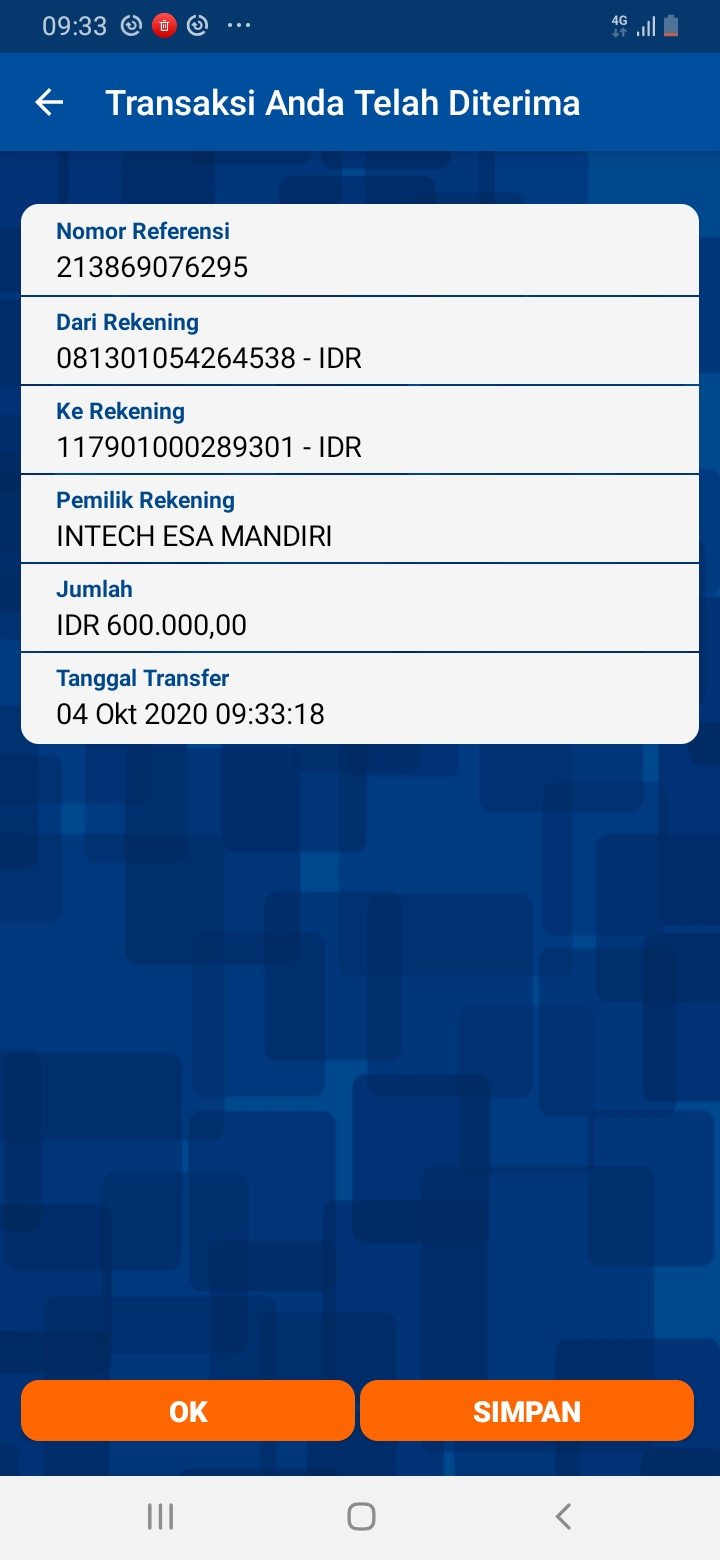 09:33
4G
Transaksi Anda Telah Diterima
Nomor Referensi
213869076295
Dari Rekening
081301054264538 - IDR
Ke Rekening
117901000289301 - IDR
Pemilik Rekening
INTECH ESA MANDIRI
Jumlah
IDR 600.000,00
Tanggal Transfer
04 Okt 2020 09:33:18
OK
SIMPAN